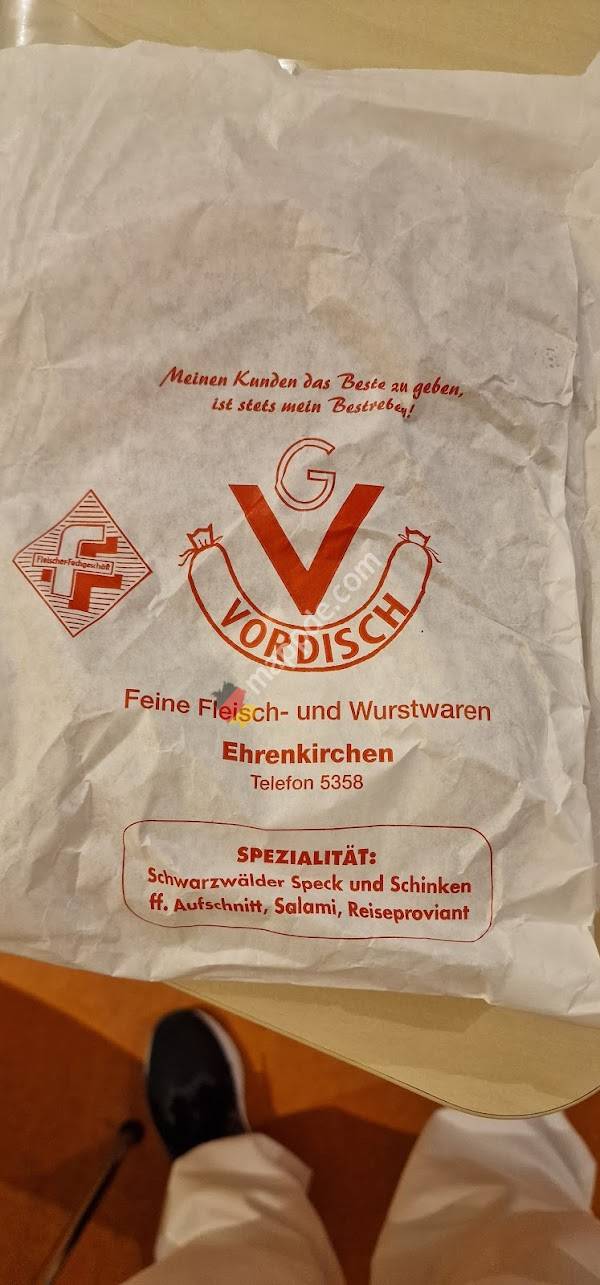 Meinen Kunden das Beste zu geben,
ist stets mein Bestreben!
G
V
Fleischer-Fachgeschäft
VORDISCH
Feine Fleisch- und Wurstwaren
Ehrenkirchen
Telefon 5358
SPEZIALITÄT:
Schwarzwälder Speck und Schinken
ff. Aufschnitt, Salami, Reiseproviant